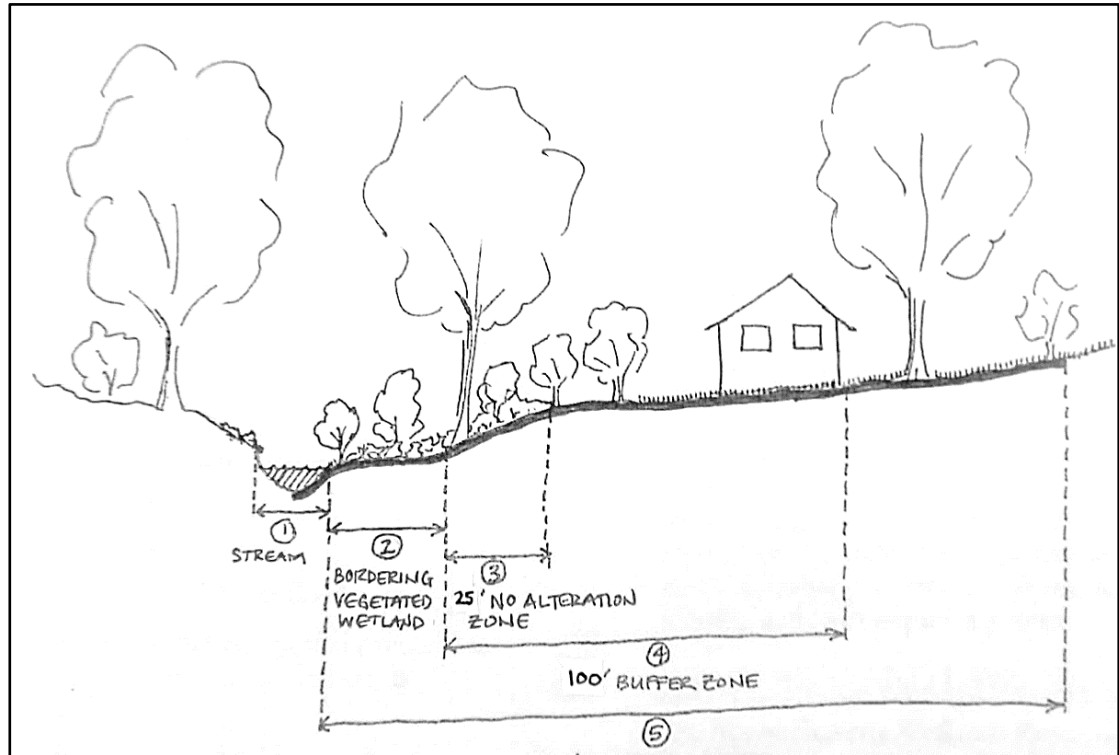 ①
STREAM
②
BORDERING
VEGETATED
WETLAND
③
25' NO ALTERATION
ZONE
④
100' BUFFER ZONE
⑤